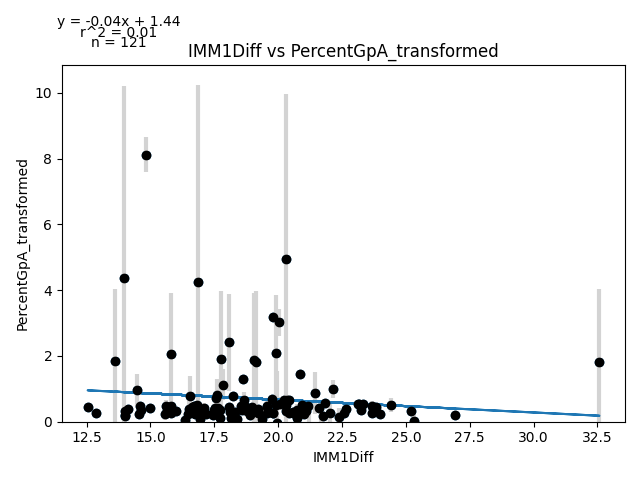 y = -0.04x + 1.44
r^2 = 0.01
n = 121
IMM1Diff vs PercentGpA_transformed
PercentGpA_transformed
10
8
6
4
2
0
12.5 15.0 17.5 20.0 22.5 25.0 27.5 30.0 32.5
IMM1Diff